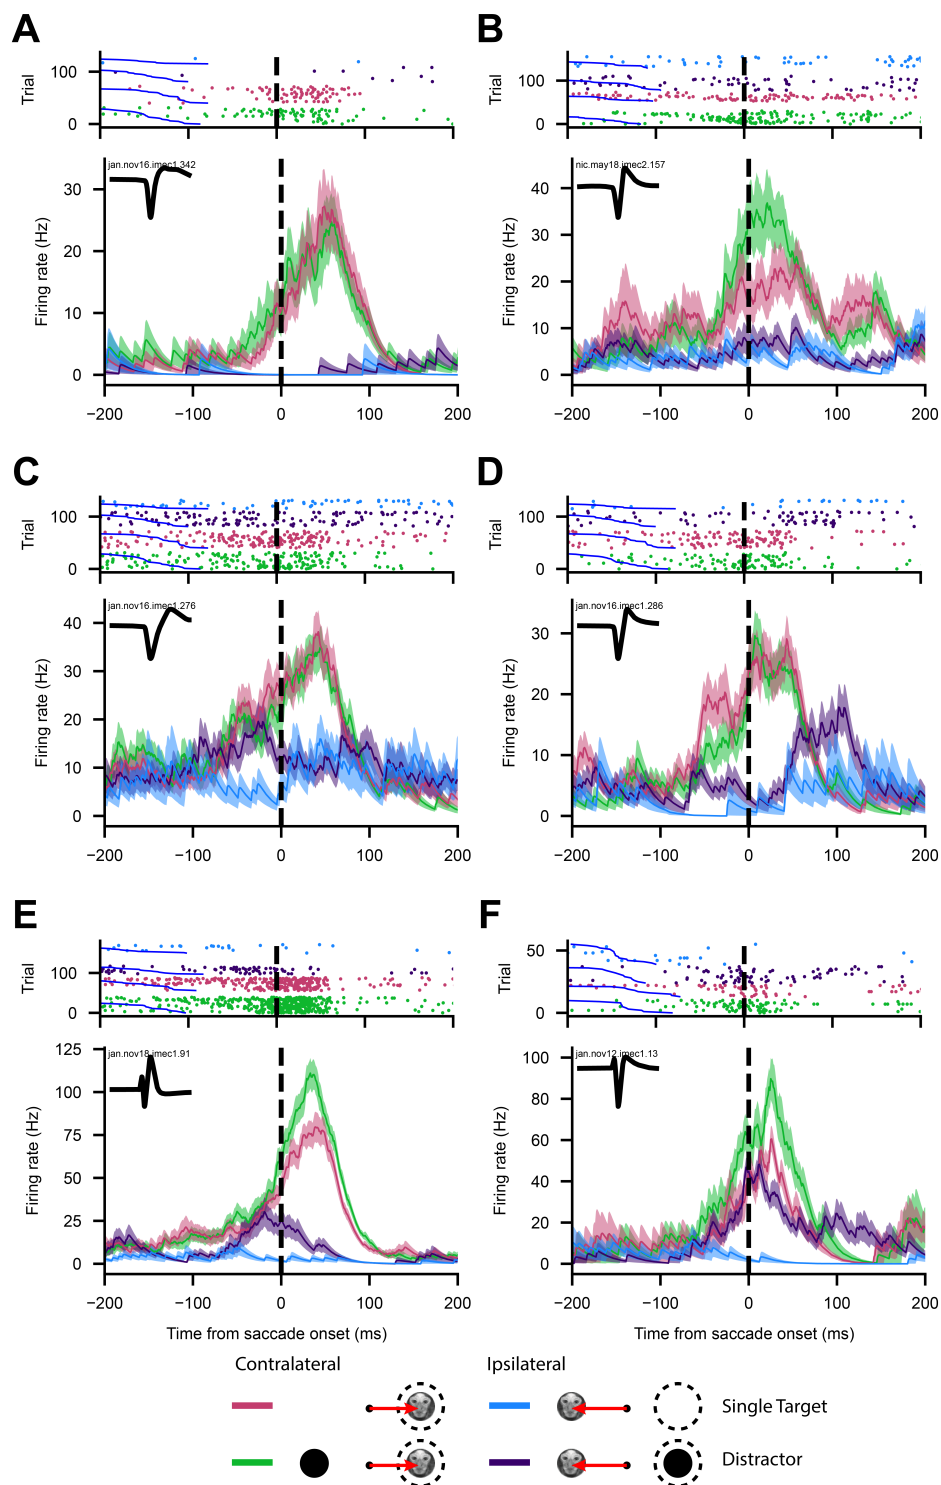 A
B
Trial
100
0
jan.nov16.imec1.342
Firing rate (Hz)
30
20
10
0
−200
−100
0
100
200
Trial
100
0
nic.may18.imec2.157
Firing rate (Hz)
40
30
20
10
0
−200
−100
0
100
200
C
D
Trial
100
0
jan.nov16.imec1.276
Firing rate (Hz)
40
30
20
10
0
−200
−100
0
100
200
Trial
100
0
jan.nov16.imec1.286
Firing rate (Hz)
30
20
10
0
−200
−100
0
100
200
E
F
Trial
100
0
jan.nov18.imec1.91
Firing rate (Hz)
125
100
75
50
25
0
−200
−100
0
100
200
Time from saccade onset (ms)
Trial
50
0
jan.nov12.imec1.13
Firing rate (Hz)
100
80
60
40
20
0
−200
−100
0
100
200
Time from saccade onset (ms)
Contralateral
Ipsilateral
Single Target
Distractor